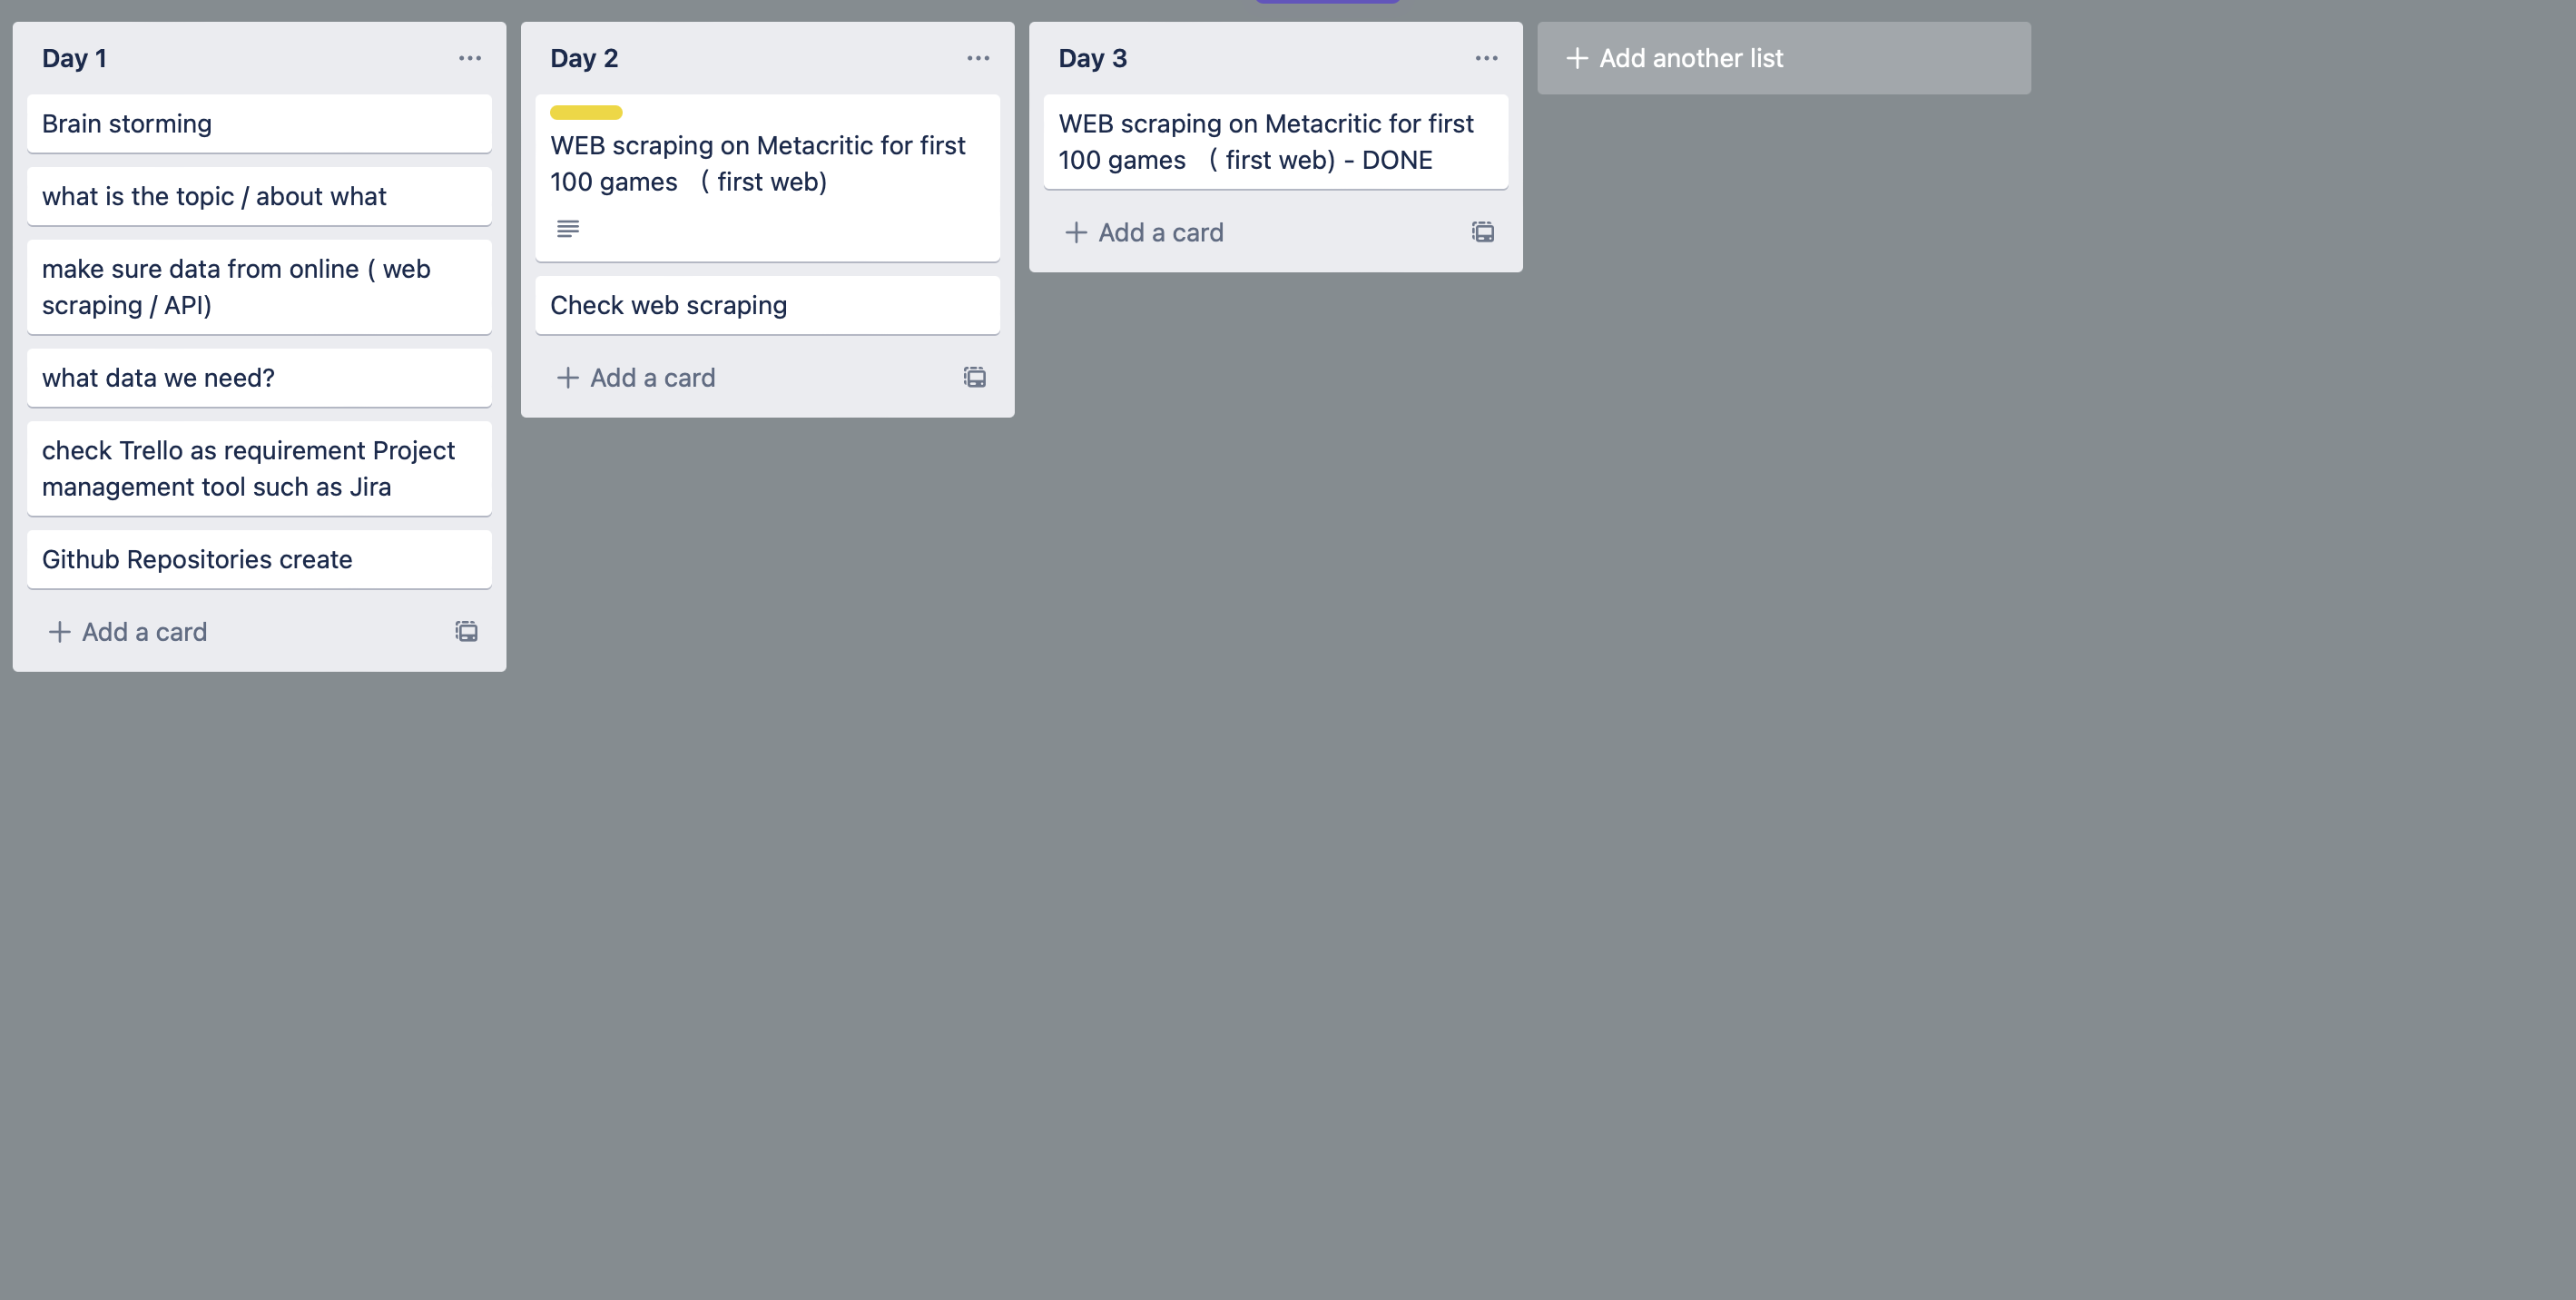 Day 1
Brain storming
what is the topic / about what
make sure data from online ( web
scraping / API)
what data we need?
check Trello as requirement Project
management tool such as Jira
Github Repositories create
+ Add a card
Day 2
WEB scraping on Metacritic for first
100 games （ first web)
Check web scraping
+ Add a card
Day 3
WEB scraping on Metacritic for first
100 games （ first web) - DONE
+ Add a card
+ Add another list